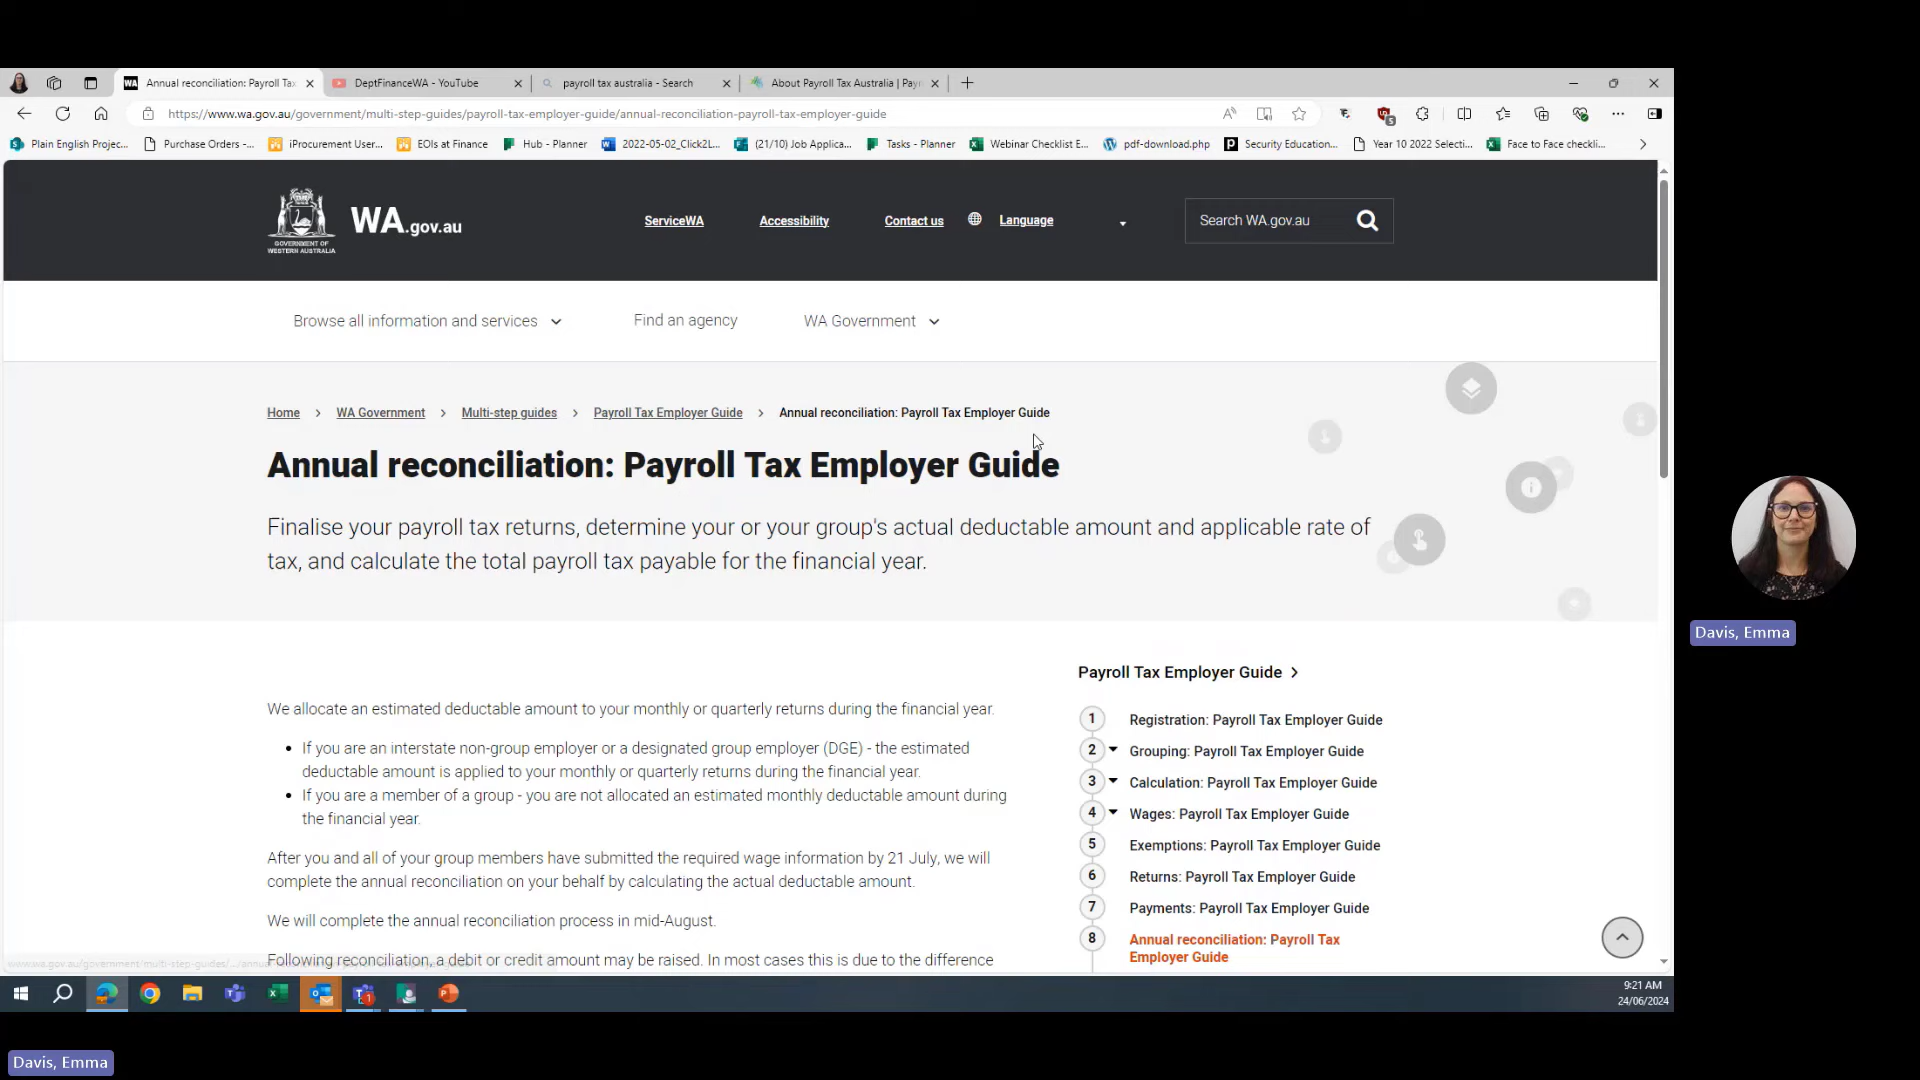 Annual reconciliation: Payroll Tax
DeptFinanceWA - YouTube
payroll tax australia - Search
About Payroll Tax Australia | Payr
https://www.wa.gov.au/government/multi-step-guides/payroll-tax-employer-guide/annual-reconciliation-payroll-tax-employer-guide
Plain English Projec...
Purchase Orders -...
iProcurement User...
EOIs at Finance
Hub - Planner
2022-05-02_Click2L...
(21/10) Job Applica...
Tasks - Planner
Webinar Checklist E...
pdf-download.php
Security Education...
Year 10 2022 Selecti...
Face to Face checkli...
GOVERNMENT OF
WESTERN AUSTRALIA
WA.gov.au
ServiceWA
Accessibility
Contact us
Language
Search WA.gov.au
Browse all information and services
Find an agency
WA Government
Home > WA Government > Multi-step guides > Payroll Tax Employer Guide > Annual reconciliation: Payroll Tax Employer Guide
Annual reconciliation: Payroll Tax Employer Guide
Finalise your payroll tax returns, determine your or your group's actual deductable amount and applicable rate of
tax, and calculate the total payroll tax payable for the financial year.
We allocate an estimated deductable amount to your monthly or quarterly returns during the financial year.
• If you are an interstate non-group employer or a designated group employer (DGE) - the estimated
deductable amount is applied to your monthly or quarterly returns during the financial year.
• If you are a member of a group - you are not allocated an estimated monthly deductable amount during
the financial year.
After you and all of your group members have submitted the required wage information by 21 July, we will
complete the annual reconciliation on your behalf by calculating the actual deductable amount.
We will complete the annual reconciliation process in mid-August.
Following reconciliation, a debit or credit amount may be raised. In most cases this is due to the difference
Payroll Tax Employer Guide >
1 Registration: Payroll Tax Employer Guide
2 Grouping: Payroll Tax Employer Guide
3 Calculation: Payroll Tax Employer Guide
4 Wages: Payroll Tax Employer Guide
5 Exemptions: Payroll Tax Employer Guide
6 Returns: Payroll Tax Employer Guide
7 Payments: Payroll Tax Employer Guide
8 Annual reconciliation: Payroll Tax
Employer Guide
9:21 AM
24/06/2024
Davis, Emma
Davis, Emma